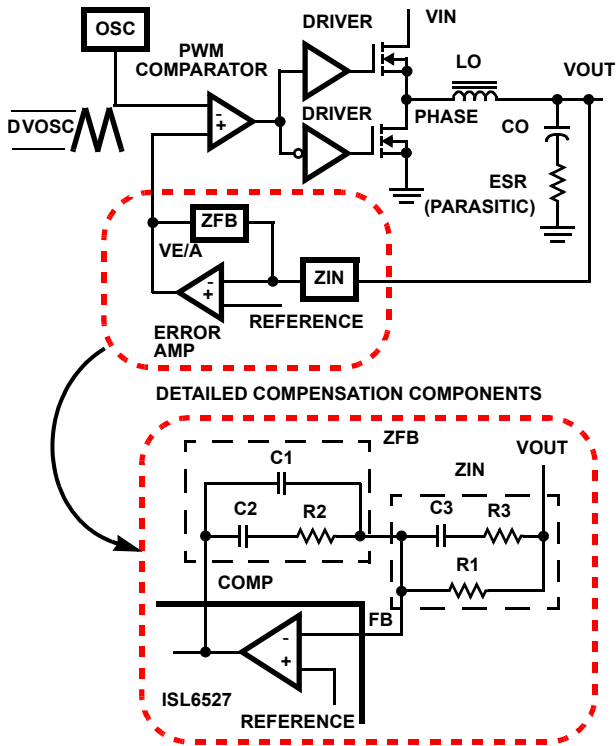 OSC
PWM
COMPARATOR
DRIVER
VIN
LO
VOUT
DVOSC
-
+
DRIVER
PHASE
CO
ESR
(PARASITIC)
ZFB
VE/A
-
+
ZIN
REFERENCE
ERROR
AMP
DETAILED COMPENSATION COMPONENTS
ZFB
VOUT
C1
ZIN
C2
R2
C3
R3
R1
COMP
FB
-
+
ISL6527
REFERENCE